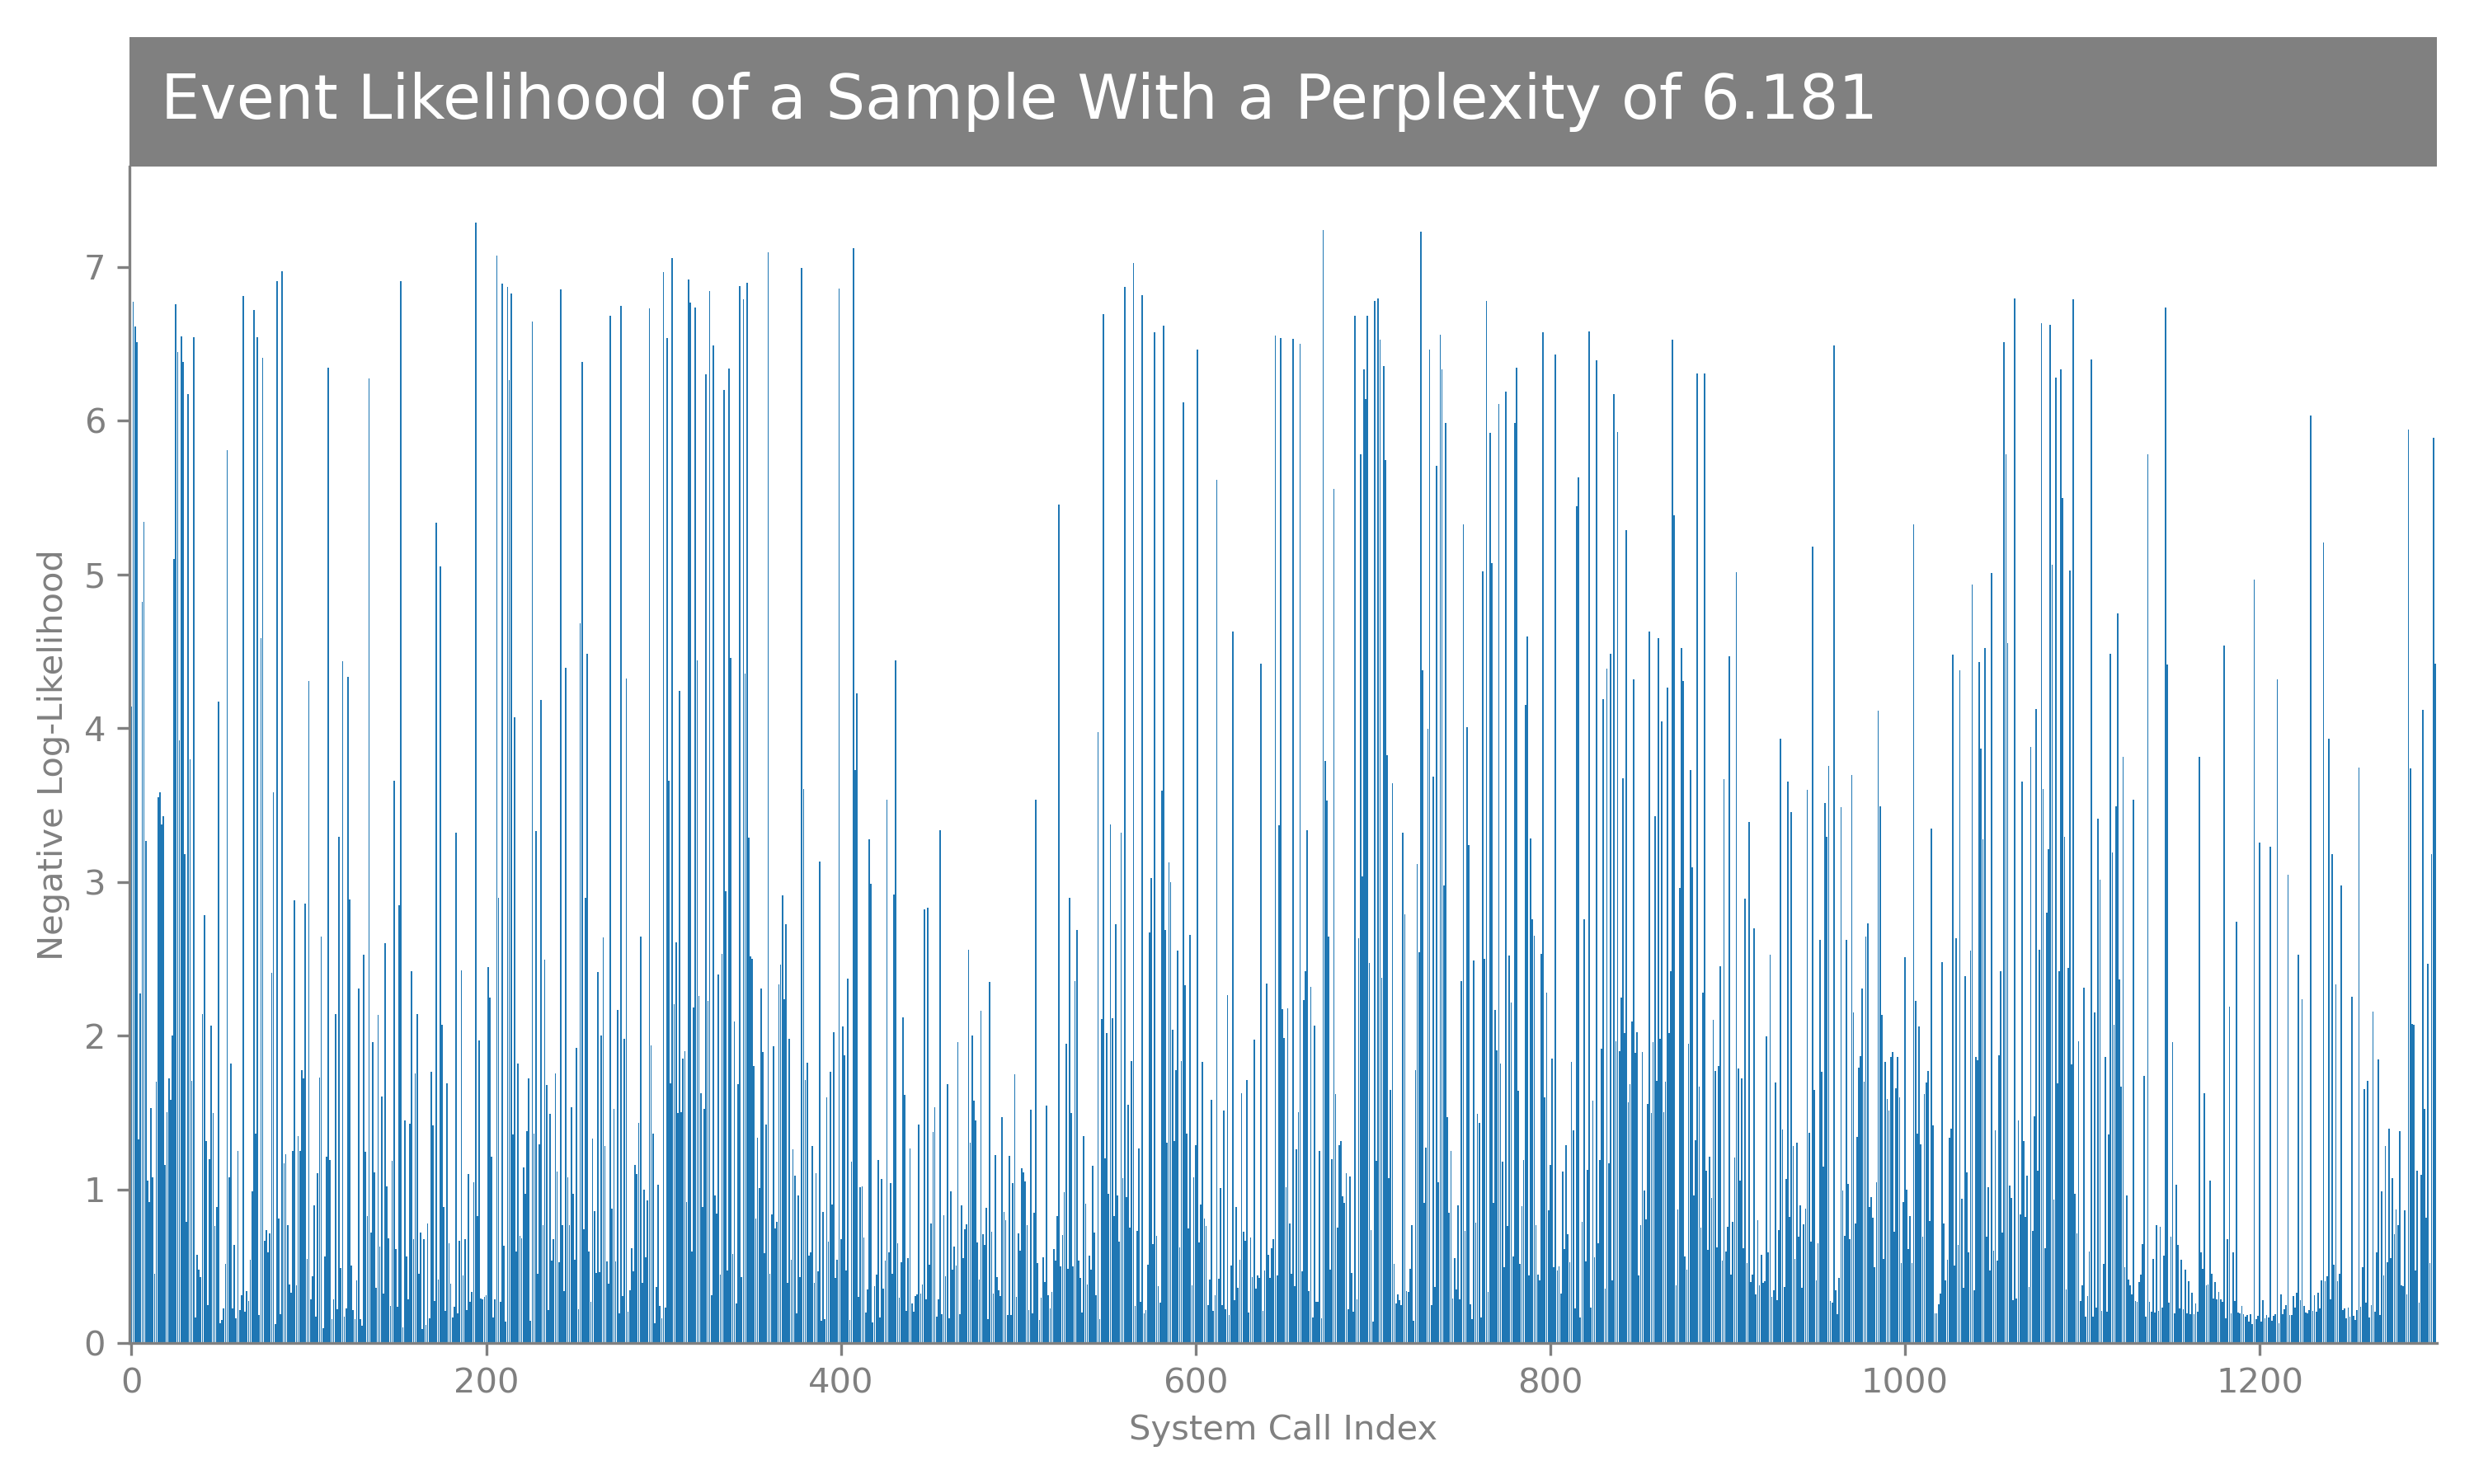 Event Likelihood of a Sample With a Perplexity of 6.181
7
6
5
4
3
2
1
0
Negative Log-Likelihood
0 200 400 600 800 1000 1200
System Call Index